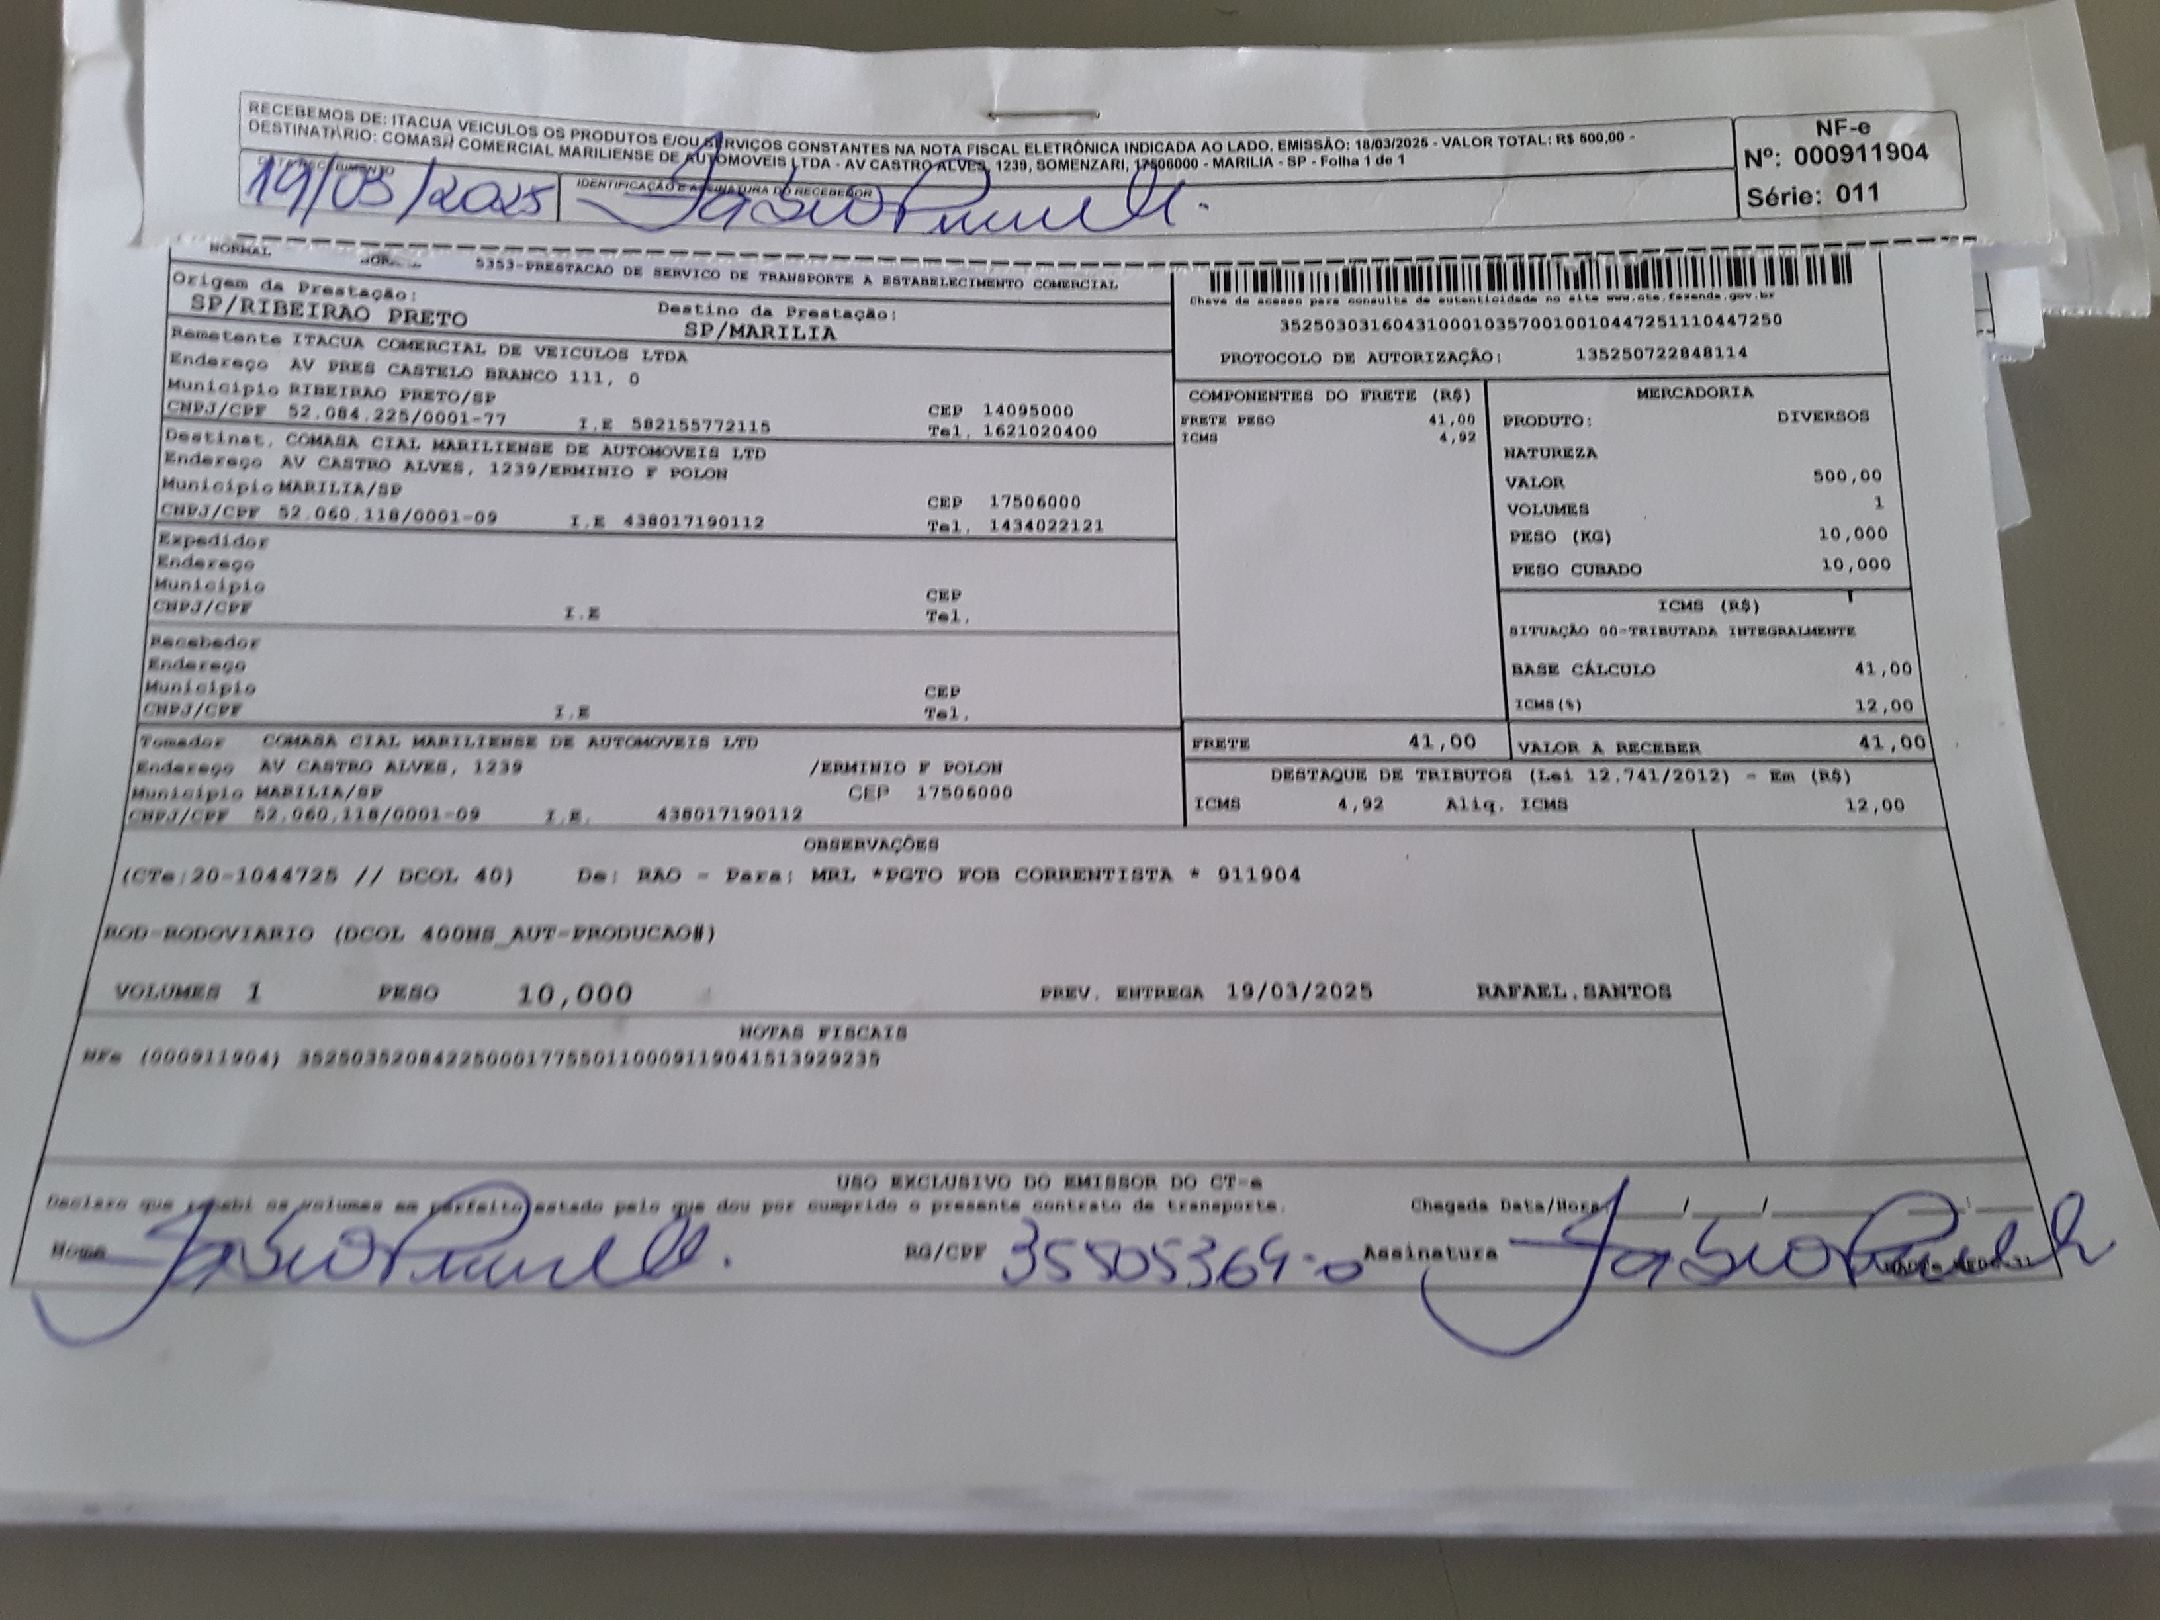 RECEBEMOS DE: ITACUA VEICULOS OS PRODUTOS E/OU SERVIÇOS CONSTANTES NA NOTA FISCAL ELETRÔNICA INDICADA AO LADO. EMISSÃO: 18/03/2025 - VALOR TOTAL: R$ 500,00 -
DESTINATÁRIO: COMASA COMERCIAL MARILIENSE DE AUTOMOVEIS LTDA - AV CASTRO ALVES, 1239, SOMENZARI, 17506000 - MARILIA - SP - Folha 1 de 1
NF-e
Nº: 000911904
Série: 011
DATA RECEBIMENTO
19/03/2025
IDENTIFICAÇÃO E ASSINATURA DO RECEBEDOR
NORMAL 5353-PRESTACAO DE SERVICO DE TRANSPORTE A ESTABELECIMENTO COMERCIAL
Origem da Prestação: Destino da Prestação:
SP/RIBEIRAO PRETO SP/MARILIA
Chave de acesso para consulta de autenticidade no site www.cte.fazenda.gov.br
35250303160431000103570010010447251110447250
PROTOCOLO DE AUTORIZAÇÃO: 135250722848114
Remetente ITACUA COMERCIAL DE VEICULOS LTDA
Endereço AV PRES CASTELO BRANCO 111, 0
Município RIBEIRAO PRETO/SP CEP 14095000
CNPJ/CPF 52.084.225/0001-77 I.E 582155772115 Tel. 1621020400
Destinat. COMASA CIAL MARILIENSE DE AUTOMOVEIS LTD
Endereço AV CASTRO ALVES, 1239/ERMINIO F POLON
Município MARILIA/SP CEP 17506000
CNPJ/CPF 52.060.118/0001-09 I.E 438017190112 Tel. 1434022121
Expedidor
Endereço
Município CEP
CNPJ/CPF I.E Tel.
Recebedor
Endereço
Município CEP
CNPJ/CPF I.E Tel.
Tomador COMASA CIAL MARILIENSE DE AUTOMOVEIS LTD
Endereço AV CASTRO ALVES, 1239 /ERMINIO F POLON
Município MARILIA/SP CEP 17506000
CNPJ/CPF 52.060.118/0001-09 I.E. 438017190112
COMPONENTES DO FRETE (R$)
FRETE PESO 41,00
ICMS 4,92
MERCADORIA
PRODUTO: DIVERSOS
NATUREZA
VALOR 500,00
VOLUMES 1
PESO (KG) 10,000
PESO CUBADO 10,000
ICMS (R$)
SITUAÇÃO 00-TRIBUTADA INTEGRALMENTE
BASE CÁLCULO 41,00
ICMS(%) 12,00
FRETE 41,00 VALOR A RECEBER 41,00
DESTAQUE DE TRIBUTOS (Lei 12.741/2012) - Em (R$)
ICMS 4,92 Aliq. ICMS 12,00
OBSERVAÇÕES
(CTe:20-1044725 // DCOL 40) De: RAO - Para: MRL *PGTO FOB CORRENTISTA * 911904
ROD-RODOVIARIO (DCOL 400NS_AUT-PRODUCAO#)
VOLUMES 1 PESO 10,000 PREV. ENTREGA 19/03/2025 RAFAEL.SANTOS
NOTAS FISCAIS
NFe (000911904) 35250352084225000177550110009119041513929235
USO EXCLUSIVO DO EMISSOR DO CT-e
Declaro que recebi os volumes em perfeito estado pelo que dou por cumprido o presente contrato de transporte. Chegada Data/Hora: / / :
Nome RG/CPF 35505364-0 Assinatura